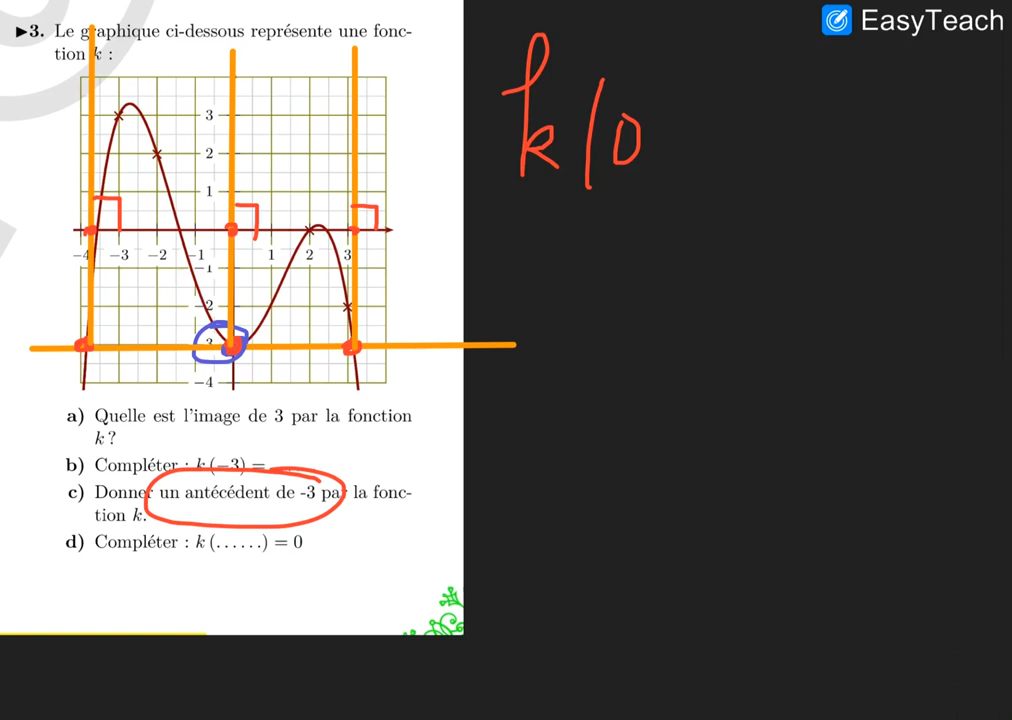 EasyTeach
▶3. Le graphique ci-dessous représente une fonc-
tion k :
3
2
1
−4 −3 −2 −1 1 2 3
−1
−2
−4
a) Quelle est l'image de 3 par la fonction
k ?
b) Compléter : k (−3) =
c) Donner un antécédent de -3 par la fonc-
tion k.
d) Compléter : k (......) = 0
k(0